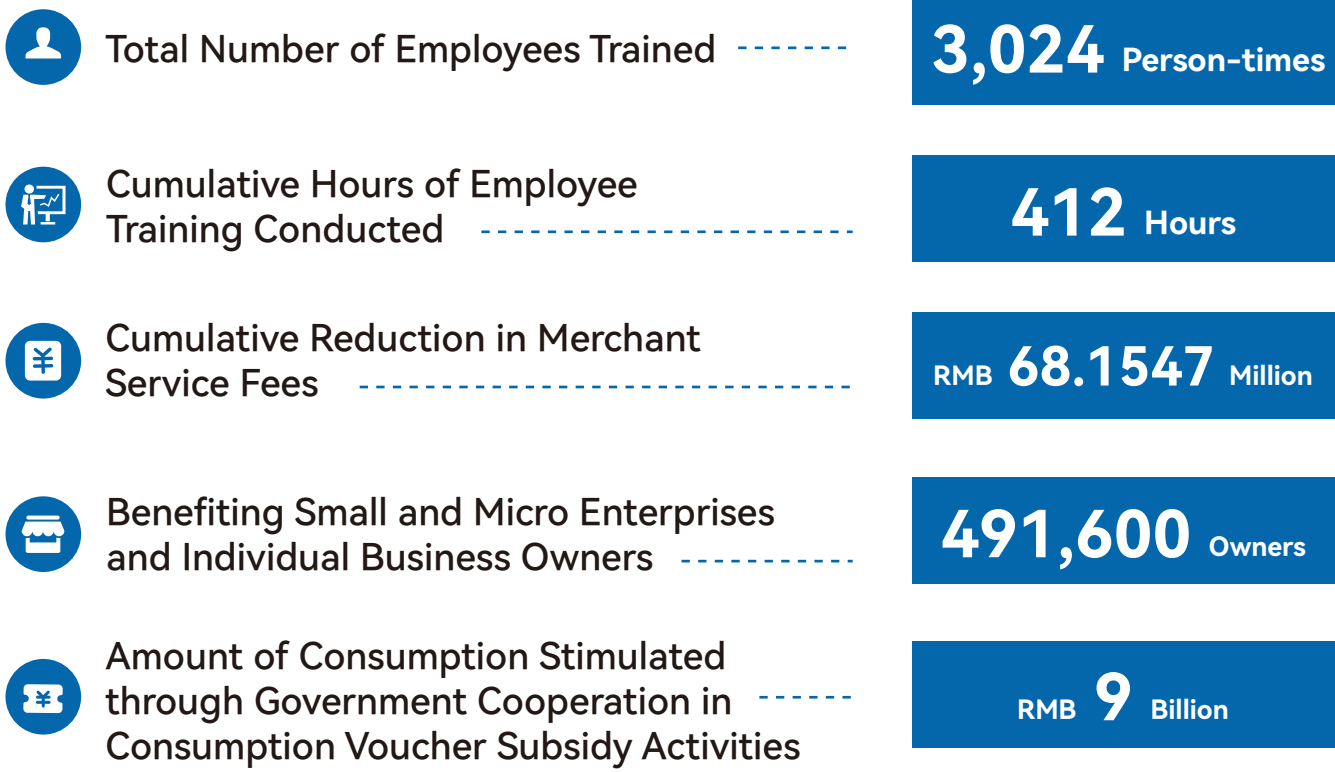 Total Number of Employees Trained
3,024 Person-times
Cumulative Hours of Employee
Training Conducted
412 Hours
Cumulative Reduction in Merchant
Service Fees
RMB 68.1547 Million
Benefiting Small and Micro Enterprises
and Individual Business Owners
491,600 Owners
Amount of Consumption Stimulated
through Government Cooperation in
Consumption Voucher Subsidy Activities
RMB 9 Billion